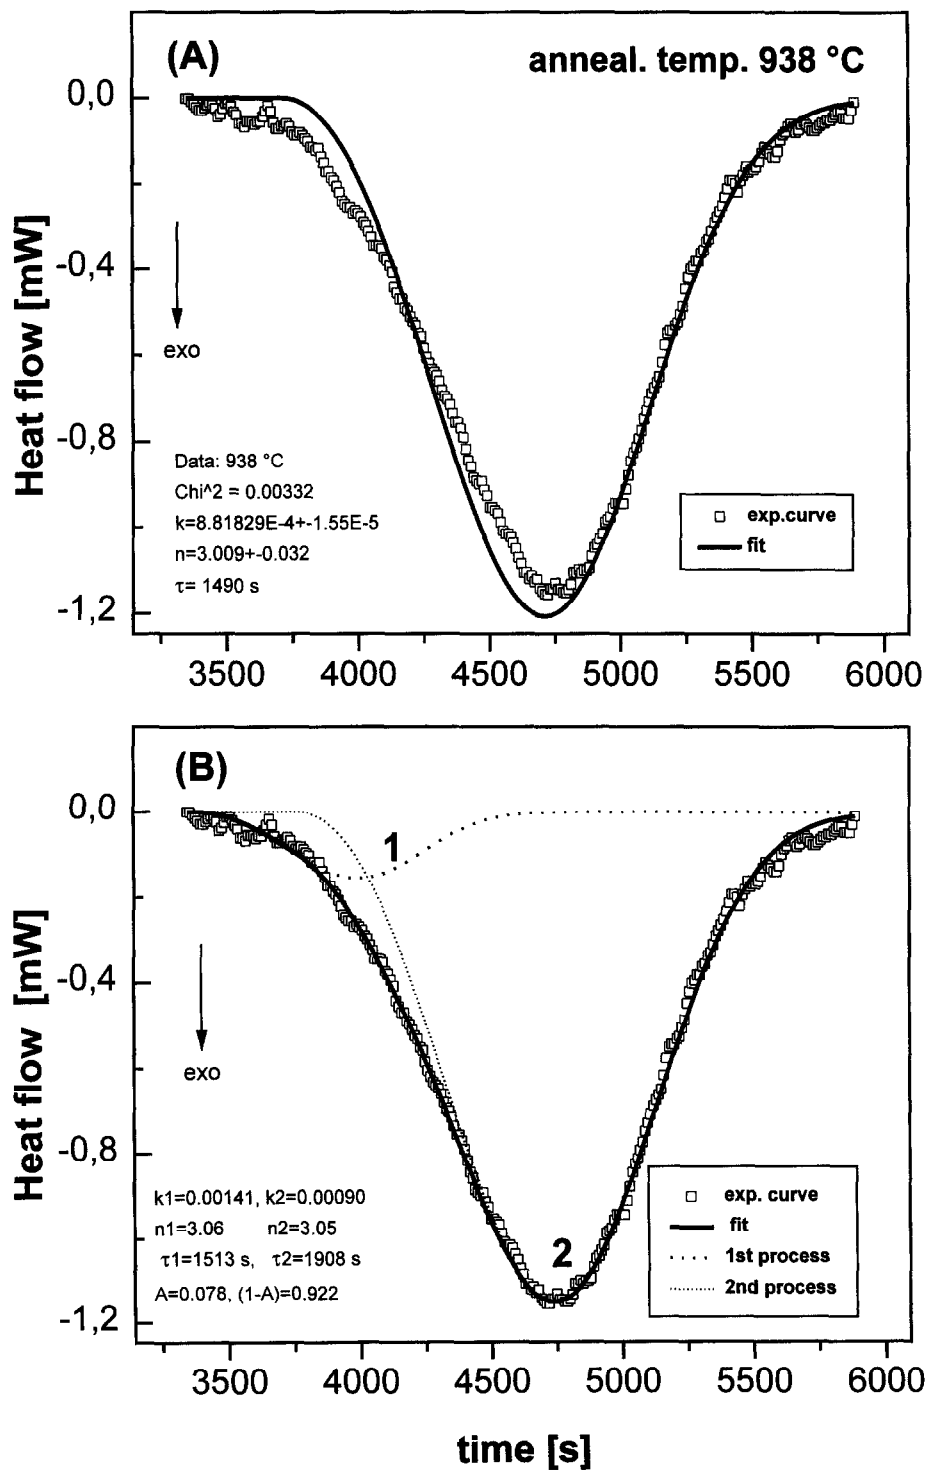 (A)
anneal. temp. 938 °C
0,0
-0,4
-0,8
-1,2
Heat flow [mW]
exo
Data: 938 °C
Chi^2 = 0.00332
k=8.81829E-4+-1.55E-5
n=3.009+-0.032
τ= 1490 s
exp.curve
fit
3500 4000 4500 5000 5500 6000
(B)
0,0
-0,4
-0,8
-1,2
Heat flow [mW]
1
exo
2
k1=0.00141, k2=0.00090
n1=3.06 n2=3.05
τ1=1513 s, τ2=1908 s
A=0.078, (1-A)=0.922
exp. curve
fit
1st process
2nd process
3500 4000 4500 5000 5500 6000
time [s]